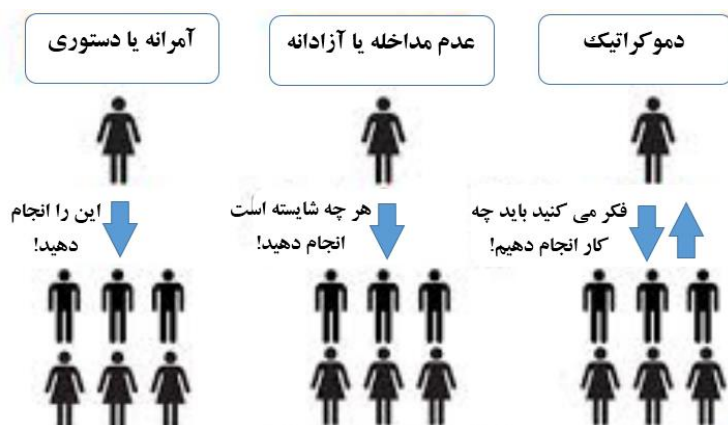 دموکراتیک
عدم مداخله یا آزادانه
آمرانه یا دستوری
فکر می کنید باید چه
کار انجام دهیم!
هر چه شایسته است
انجام دهید!
این را انجام
دهید!